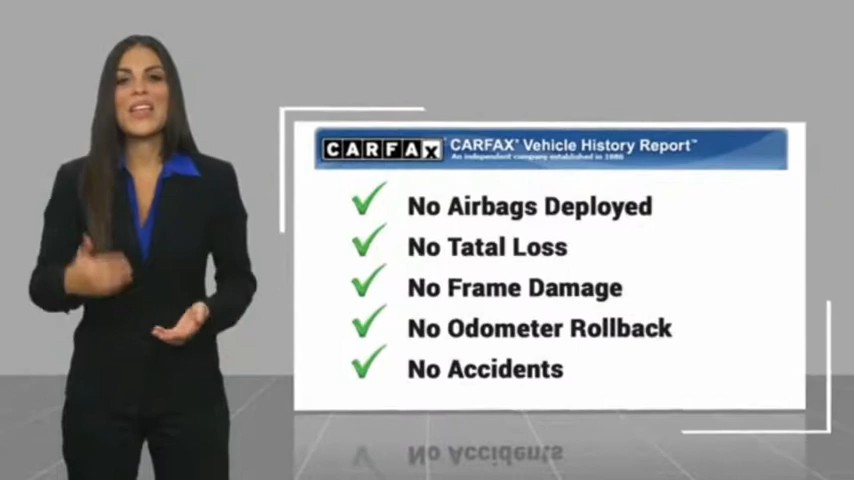 CARFAX CARFAX® Vehicle History Report™
An independent company established in 1986
No Airbags Deployed
No Tatal Loss
No Frame Damage
No Odometer Rollback
No Accidents
No Accidents